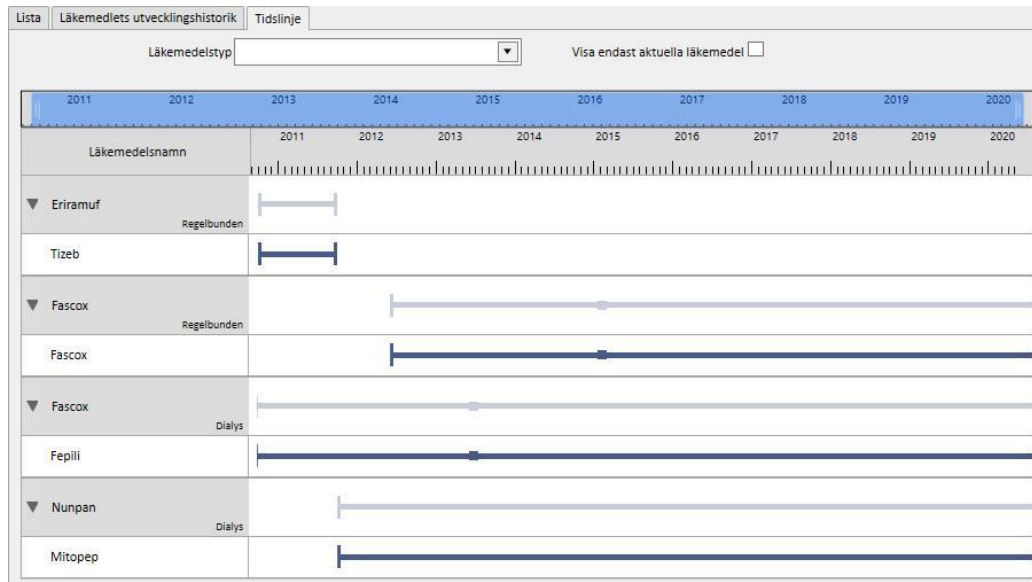 Lista Läkemedlets utvecklingshistorik Tidslinje
Läkemedelstyp Visa endast aktuella läkemedel
2011 2012 2013 2014 2015 2016 2017 2018 2019 2020
Läkemedelsnamn 2011 2012 2013 2014 2015 2016 2017 2018 2019 2020
Eriramuf
Regelbunden
Tizeb
Fascox
Regelbunden
Fascox
Fascox
Dialys
Fepili
Nunpan
Dialys
Mitopep